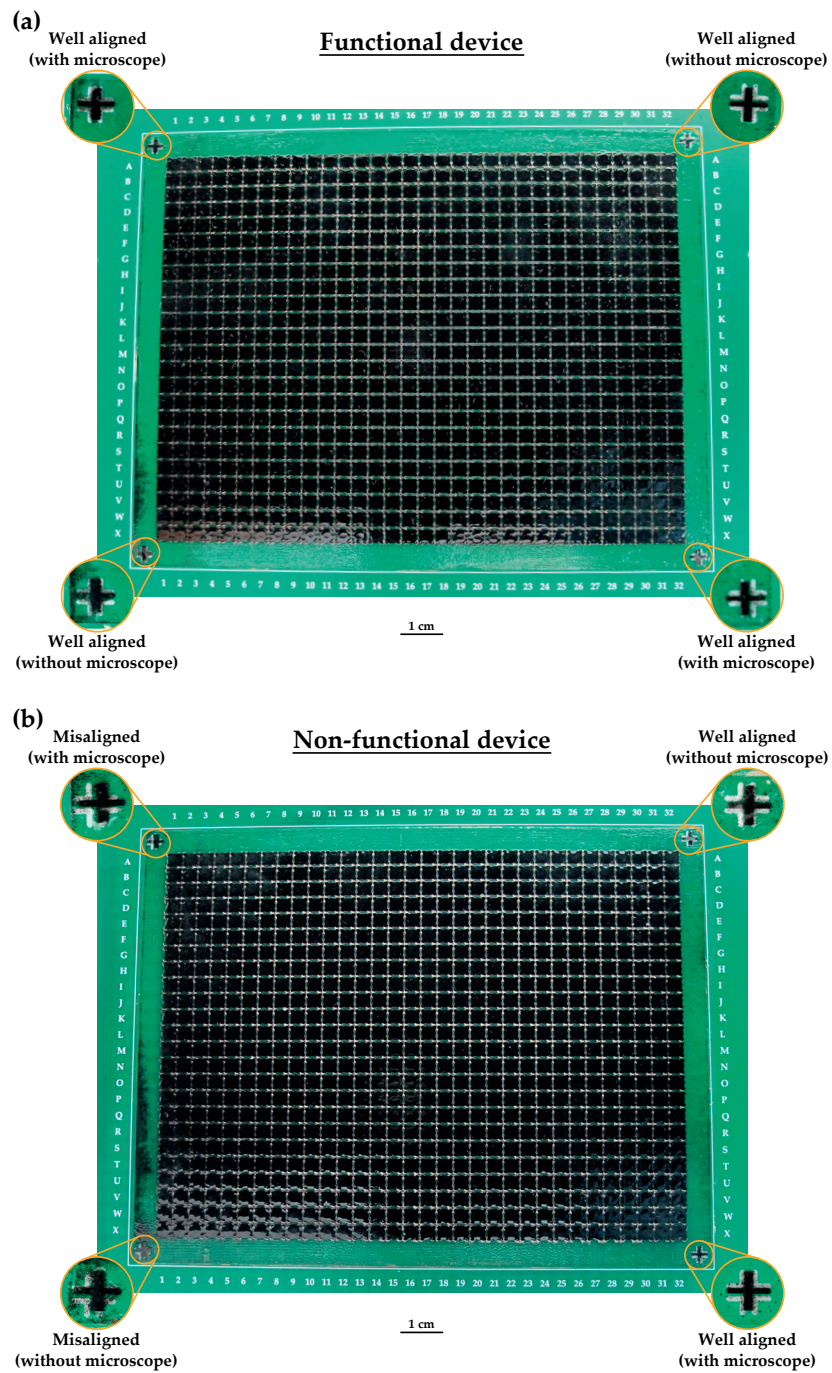 (a)
Functional device
Well aligned
(with microscope)
Well aligned
(without microscope)
1 2 3 4 5 6 7 8 9 10 11 12 13 14 15 16 17 18 19 20 21 22 23 24 25 26 27 28 29 30 31 32
A A
B B
C C
D D
E E
F F
G G
H H
I I
J J
K K
L L
M M
N N
O O
P P
Q Q
R R
S S
T T
U U
V V
W W
X X
1 2 3 4 5 6 7 8 9 10 11 12 13 14 15 16 17 18 19 20 21 22 23 24 25 26 27 28 29 30 31 32
Well aligned
(without microscope)
1 cm
Well aligned
(with microscope)
(b)
Non-functional device
Misaligned
(with microscope)
Well aligned
(without microscope)
1 2 3 4 5 6 7 8 9 10 11 12 13 14 15 16 17 18 19 20 21 22 23 24 25 26 27 28 29 30 31 32
A A
B B
C C
D D
E E
F F
G G
H H
I I
J J
K K
L L
M M
N N
O O
P P
Q Q
R R
S S
T T
U U
V V
W W
X X
1 2 3 4 5 6 7 8 9 10 11 12 13 14 15 16 17 18 19 20 21 22 23 24 25 26 27 28 29 30 31 32
Misaligned
(without microscope)
1 cm
Well aligned
(with microscope)